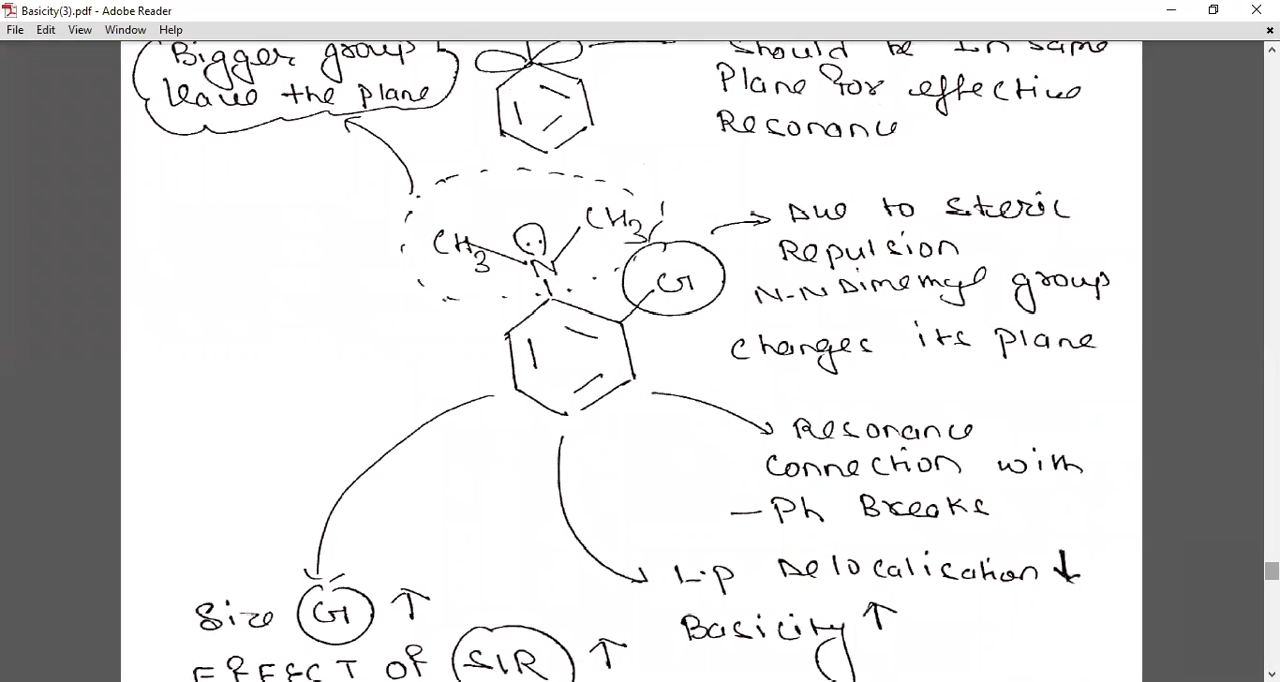 Basicity(3).pdf - Adobe Reader
File Edit View Window Help
Bigger group
leave the plane
should be In same
Plane for effective
Resonance
CH3
N
CH3
G
Due to steric
Repulsion
N-N Dimethyl group
changes its plane
Resonance
connection with
-Ph Breaks
L.p Delocalisation ↓
Basicity ↑
Size G ↑
EFFECT OF SIR ↑